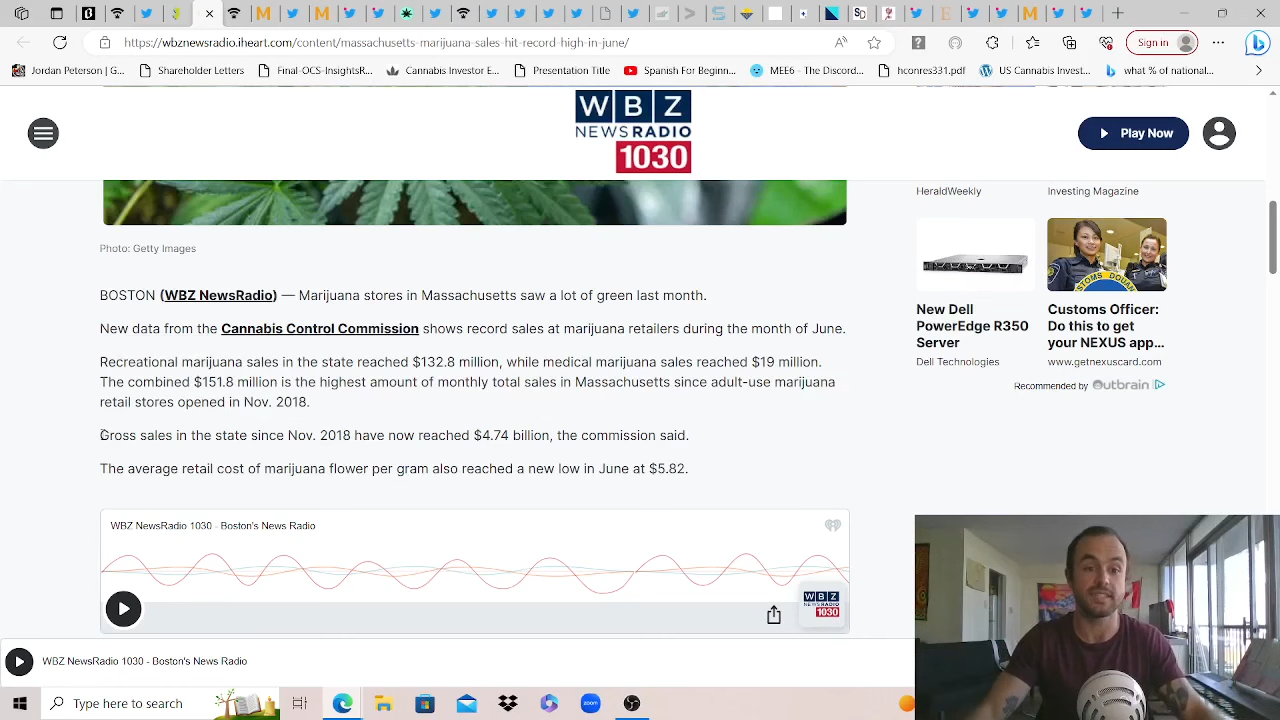 https://wbznewsradio.iheart.com/content/massachusetts-marijuana-sales-hit-record-high-in-june/
Sign in
Jordan Peterson | G...
Shareholder Letters
Final-OCS-InsightsR
Cannabis Investor E...
Presentation Title
Spanish For Beginn...
MEE6 - The Discord...
hconres331.pdf
US Cannabis Invest...
what % of national...
WBZ
NEWSRADIO
1030
Play Now
HeraldWeekly
Investing Magazine
Photo: Getty Images
BOSTON (WBZ NewsRadio) — Marijuana stores in Massachusetts saw a lot of green last month.
New data from the Cannabis Control Commission shows record sales at marijuana retailers during the month of June.
Recreational marijuana sales in the state reached $132.8 million, while medical marijuana sales reached $19 million.
The combined $151.8 million is the highest amount of monthly total sales in Massachusetts since adult-use marijuana
retail stores opened in Nov. 2018.
Gross sales in the state since Nov. 2018 have now reached $4.74 billion, the commission said.
The average retail cost of marijuana flower per gram also reached a new low in June at $5.82.
New Dell
PowerEdge R350
Server
Dell Technologies
Customs Officer:
Do this to get
your NEXUS app...
www.getnexuscard.com
Recommended by Outbrain
WBZ NewsRadio 1030 - Boston's News Radio
WBZ
NEWSRADIO
1030
WBZ NewsRadio 1030 - Boston's News Radio
Type here to search
zoom